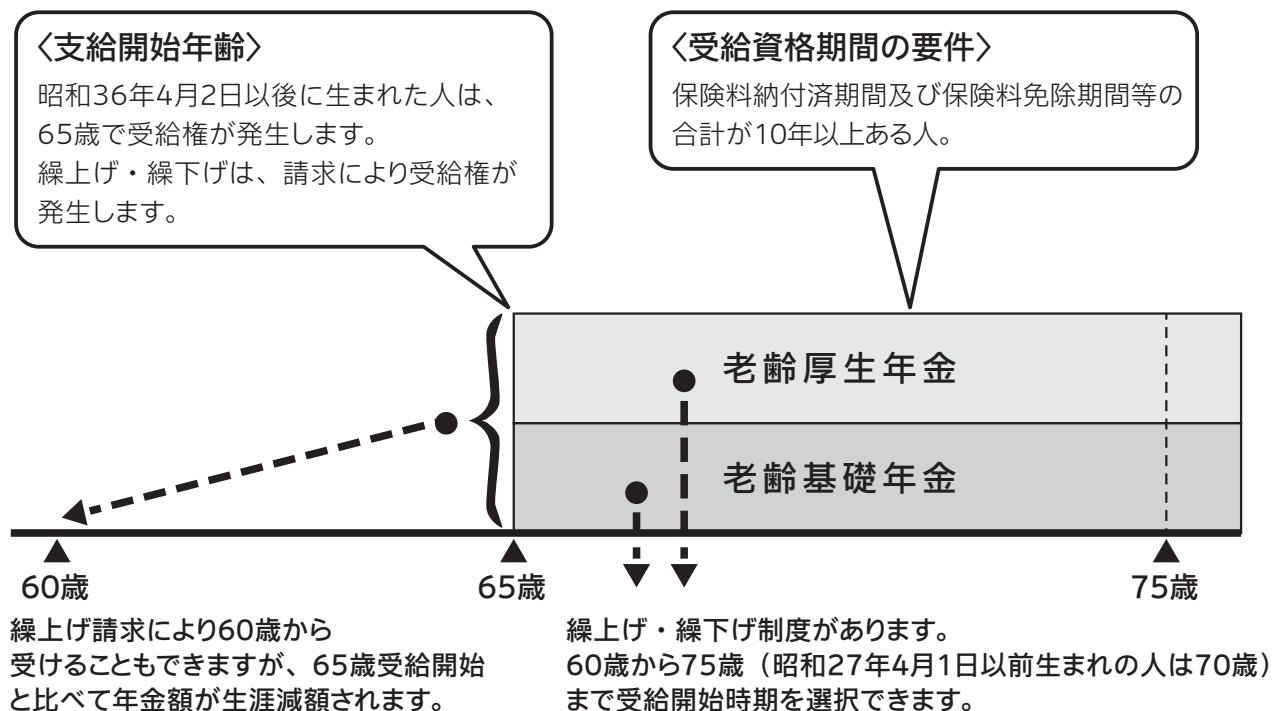 〈支給開始年齢〉
昭和36年4月2日以後に生まれた人は、
65歳で受給権が発生します。
繰上げ・繰下げは、請求により受給権が
発生します。
〈受給資格期間の要件〉
保険料納付済期間及び保険料免除期間等の
合計が10年以上ある人。
老齢厚生年金
老齢基礎年金
60歳
65歳
75歳
繰上げ請求により60歳から
受けることもできますが、65歳受給開始
と比べて年金額が生涯減額されます。
繰上げ・繰下げ制度があります。
60歳から75歳（昭和27年4月1日以前生まれの人は70歳）
まで受給開始時期を選択できます。